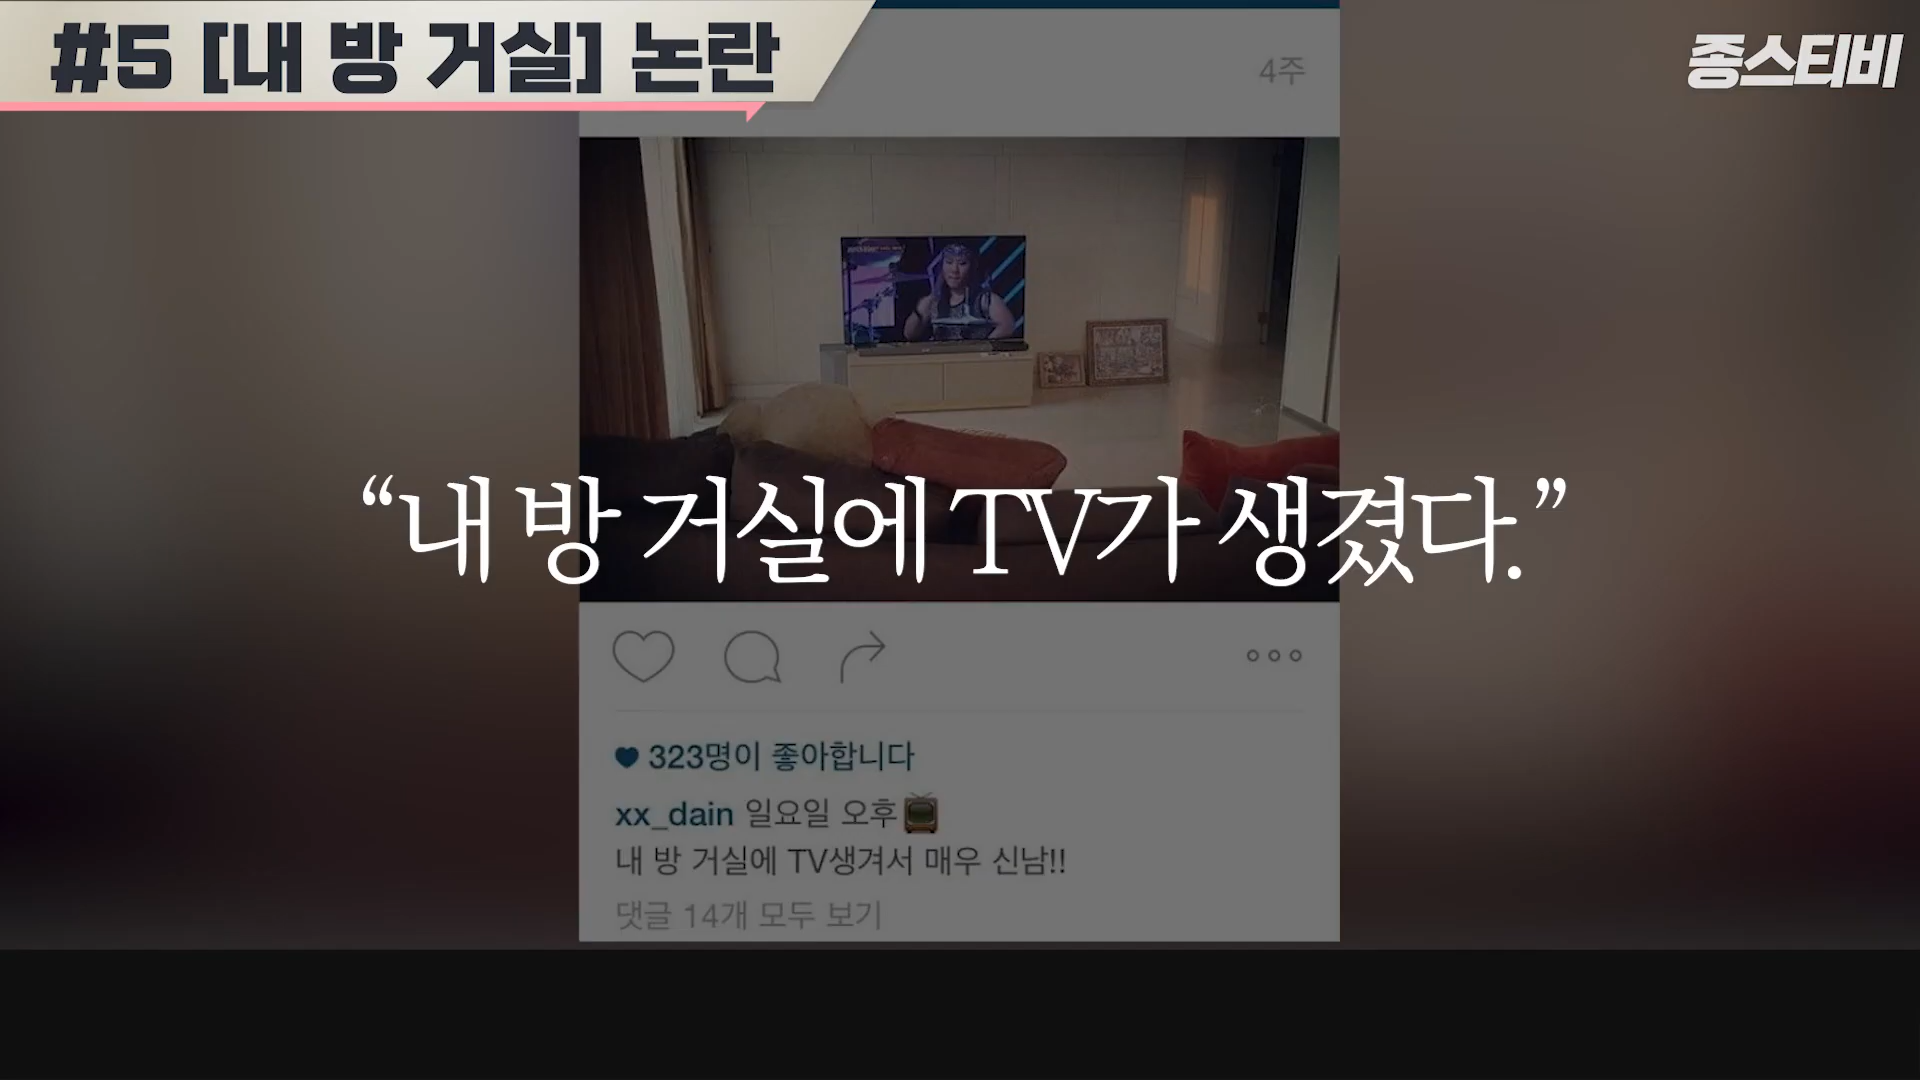 #5 [내 방 거실] 논란
종스티비
4주
“내 방 거실에 TV가 생겼다.”
323명이 좋아합니다
xx_dain 일요일 오후📺
내 방 거실에 TV생겨서 매우 신남!!
댓글 14개 모두 보기